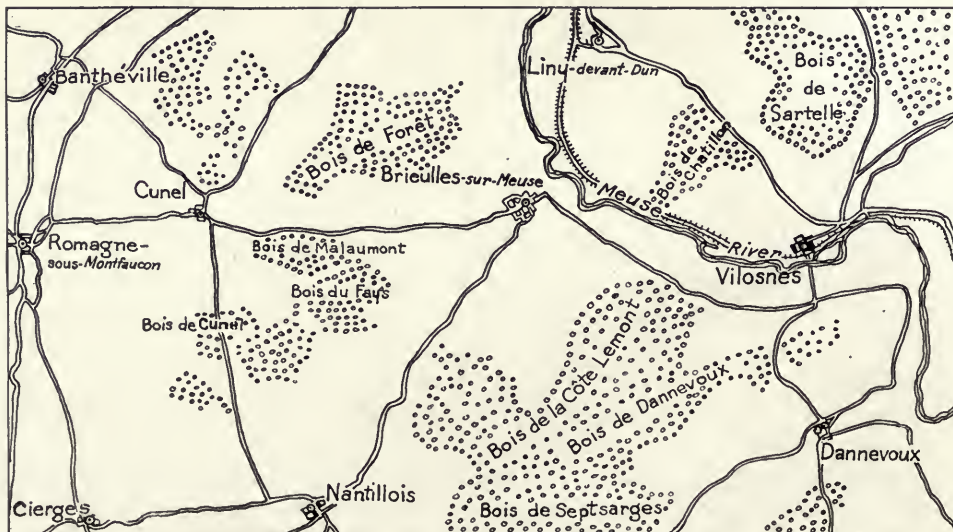 Bantheville
Liny-devant-Dun
Bois
de
Sartelle
Bois de Forêt
Bois de
Chatillon
Cunel
Brieulles-sur-Meuse
Meuse
River
Romagne-
sous-Montfaucon
Bois de Malaumont
Vilosnes
Bois du Fays
Bois de Cunel
Bois de la Côte Lemont
Bois de Dannevoux
Dannevoux
Nantillois
Cierges
Bois de Septsarges